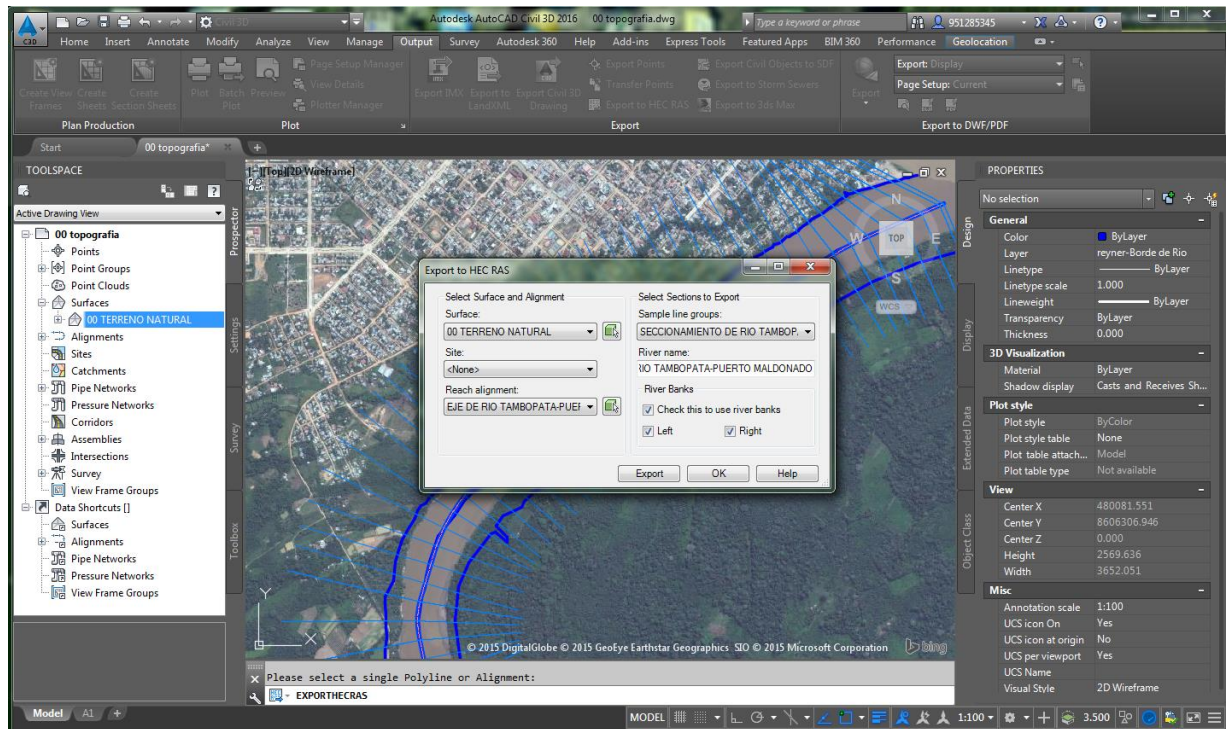 Civil 3D
Autodesk AutoCAD Civil 3D 2016 00 topografia.dwg
Type a keyword or phrase
951285345
C3D
Home Insert Annotate Modify Analyze View Manage Output Survey Autodesk 360 Help Add-ins Express Tools Featured Apps BIM 360 Performance Geolocation
Create View Frames
Create Sheets
Create Section Sheets
Plan Production
Plot
Batch Plot
Preview
Page Setup Manager
View Details
Plotter Manager
Plot
Export IMX
Export to LandXML
Export Civil 3D Drawing
Export Points
Transfer Points
Export to HEC RAS
Export Civil Objects to SDF
Export to Storm Sewers
Export to 3ds Max
Export
Export
Export: Display
Page Setup: Current
Export to DWF/PDF
Start
00 topografia*
TOOLSPACE
Active Drawing View
00 topografia
Points
Point Groups
Point Clouds
Surfaces
00 TERRENO NATURAL
Alignments
Sites
Catchments
Pipe Networks
Pressure Networks
Corridors
Assemblies
Intersections
Survey
View Frame Groups
Data Shortcuts []
Surfaces
Alignments
Pipe Networks
Pressure Networks
View Frame Groups
Prospector
Settings
Survey
Toolbox
[-][Top][2D Wireframe]
N
W
TOP
E
S
WCS
Export to HEC RAS
Select Surface and Alignment
Surface:
00 TERRENO NATURAL
Site:
<None>
Reach alignment:
EJE DE RIO TAMBOPATA-PUEF
Select Sections to Export
Sample line groups:
SECCIONAMIENTO DE RIO TAMBOP.
River name:
RIO TAMBOPATA-PUERTO MALDONADO
River Banks
Check this to use river banks
Left
Right
Export
OK
Help
Y
X
© 2015 DigitalGlobe © 2015 GeoEye Earthstar Geographics SIO © 2015 Microsoft Corporation
bing
Please select a single Polyline or Alignment:
EXPORTHECRAS
PROPERTIES
No selection
Design
Display
Extended Data
Object Class
General
Color ByLayer
Layer reyner-Borde de Rio
Linetype ByLayer
Linetype scale 1.000
Lineweight ByLayer
Transparency ByLayer
Thickness 0.000
3D Visualization
Material ByLayer
Shadow display Casts and Receives Sh...
Plot style
Plot style ByColor
Plot style table None
Plot table attach... Model
Plot table type Not available
View
Center X 480081.551
Center Y 8606306.946
Center Z 0.000
Height 2569.636
Width 3652.051
Misc
Annotation scale 1:100
UCS icon On Yes
UCS icon at origin No
UCS per viewport Yes
UCS Name
Visual Style 2D Wireframe
Model A1
MODEL
1:100
3.500